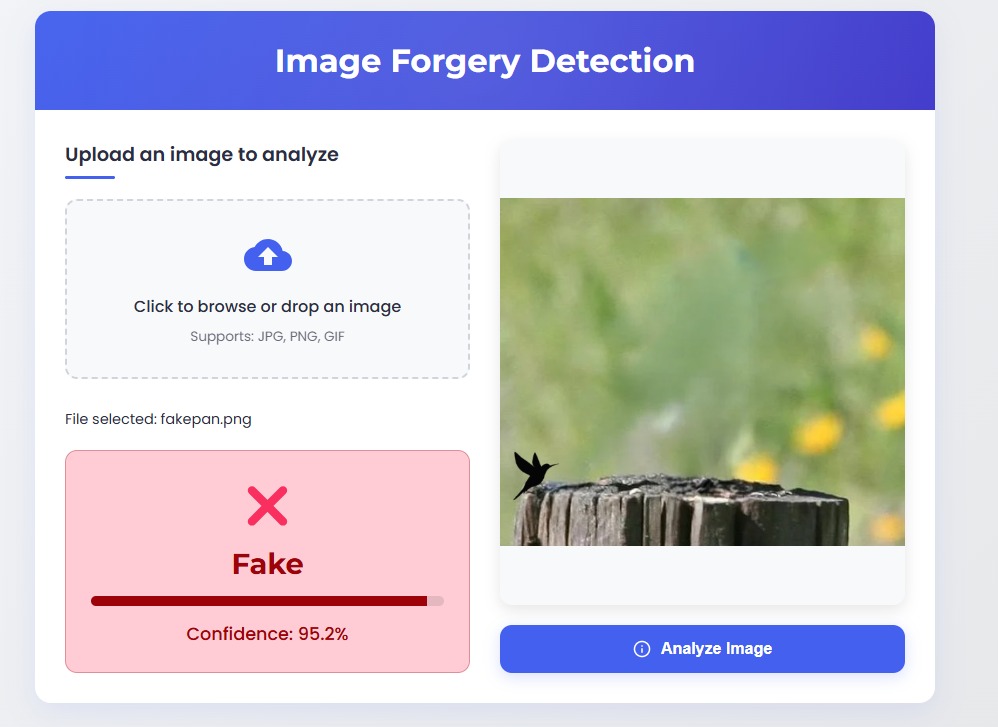 Image Forgery Detection
Upload an image to analyze
Click to browse or drop an image
Supports: JPG, PNG, GIF
File selected: fakepan.png
Fake
Confidence: 95.2%
Analyze Image